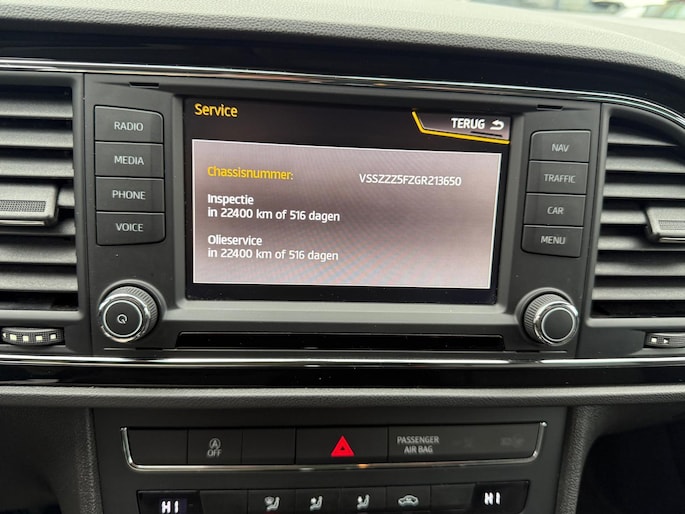 Service
TERUG
RADIO
MEDIA
PHONE
VOICE
NAV
TRAFFIC
CAR
MENU
Chassisnummer: VSSZZZ5FZGR213650
Inspectie
in 22400 km of 516 dagen
Olieservice
in 22400 km of 516 dagen
OFF
PASSENGER
AIR BAG
HI